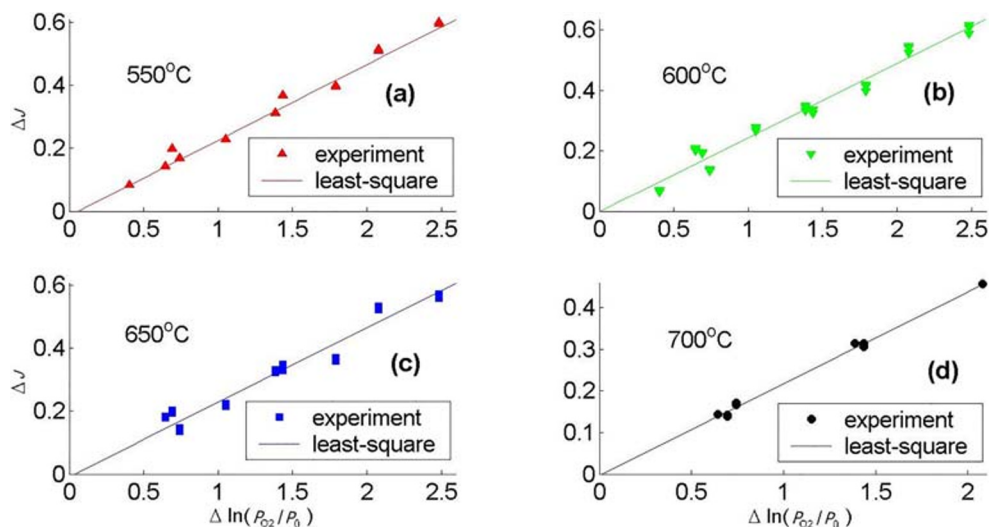 0.6
0.4
0.2
0
ΔJ
550°C
(a)
experiment
least-square
0 0.5 1 1.5 2 2.5
0.6
0.4
0.2
0
600°C
(b)
experiment
least-square
0 0.5 1 1.5 2 2.5
0.6
0.4
0.2
0
ΔJ
650°C
(c)
experiment
least-square
0 0.5 1 1.5 2 2.5
Δ ln(P_O2/P_0)
0.4
0.3
0.2
0.1
0
700°C
(d)
experiment
least-square
0 0.5 1 1.5 2
Δ ln(P_O2/P_0)